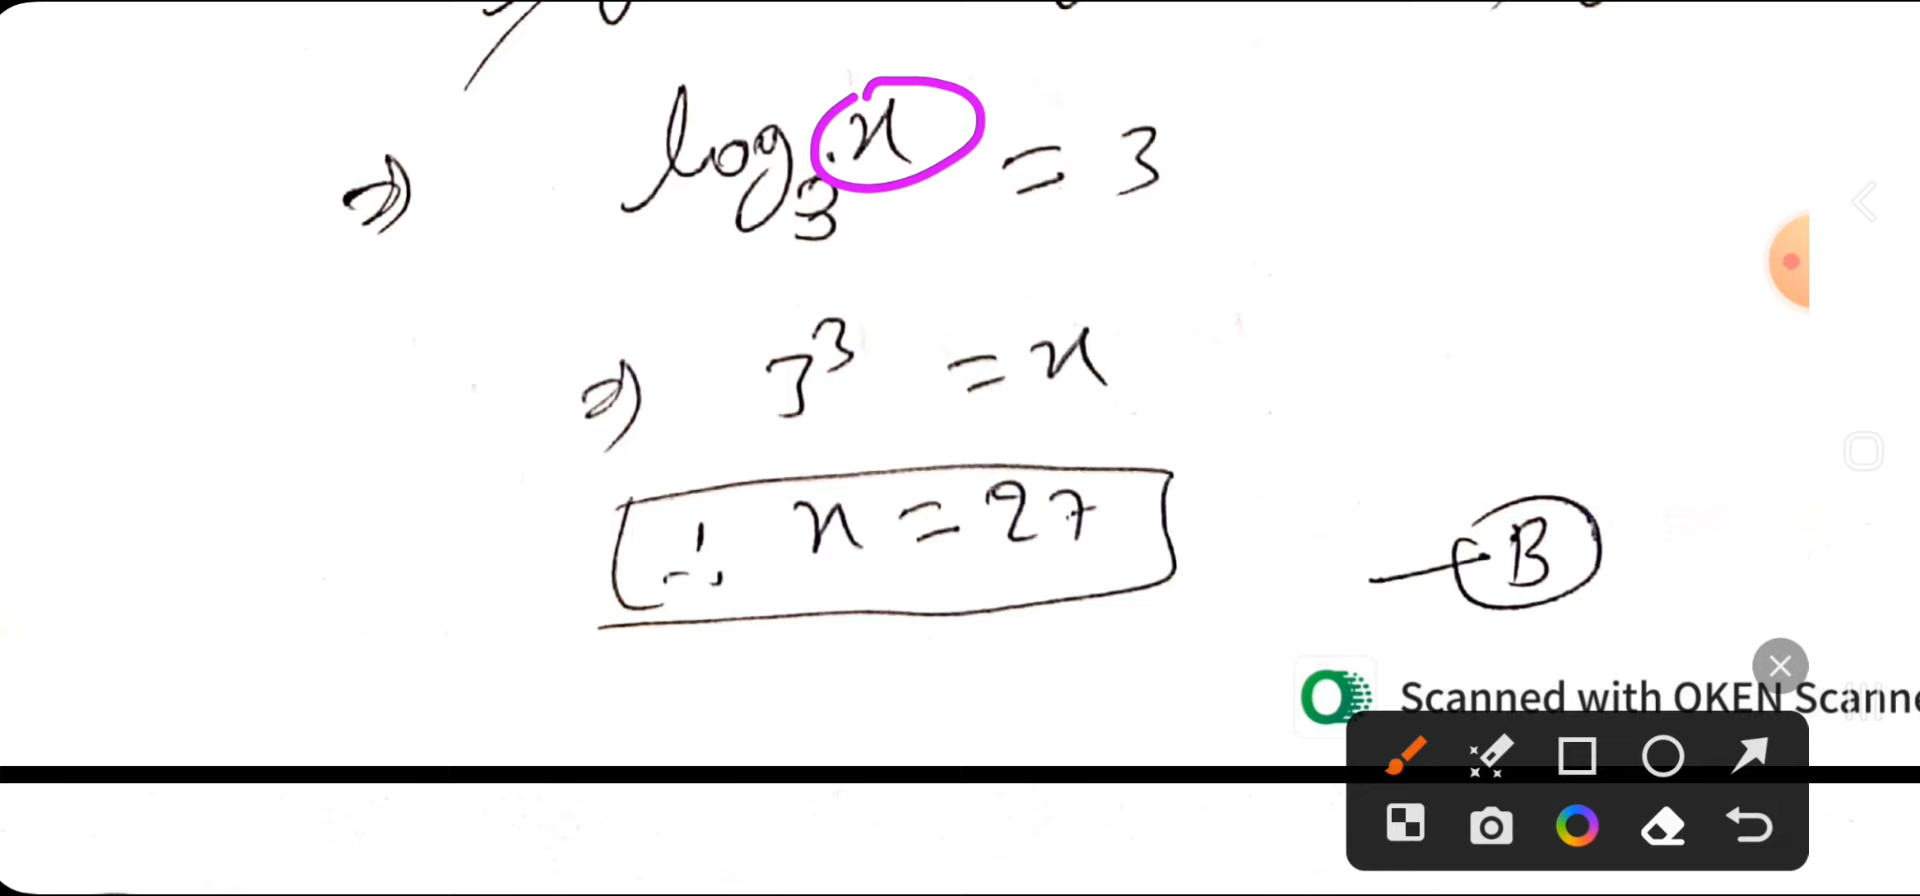 ⇒ log₃ x = 3
⇒ 3³ = x
∴ x = 27 — B
Scanned with OKEN Scanne